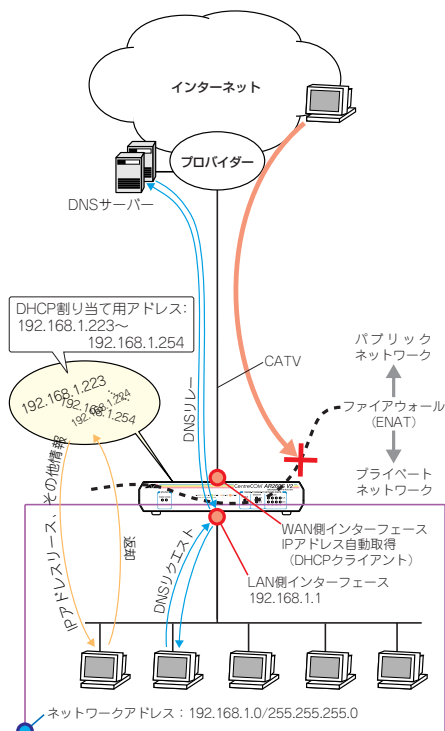 インターネット
プロバイダー
DNSサーバー
DHCP割り当て用アドレス:
192.168.1.223〜
192.168.1.254
192.168.1.223
192.168.1.224
192.168.1.254
DNSリレー
CATV
パブリック
ネットワーク
ファイアウォール
(ENAT)
プライベート
ネットワーク
IPアドレスリース、その他情報
返却
DNSリクエスト
WAN側インターフェース
IPアドレス自動取得
(DHCPクライアント)
LAN側インターフェース
192.168.1.1
ネットワークアドレス:192.168.1.0/255.255.255.0